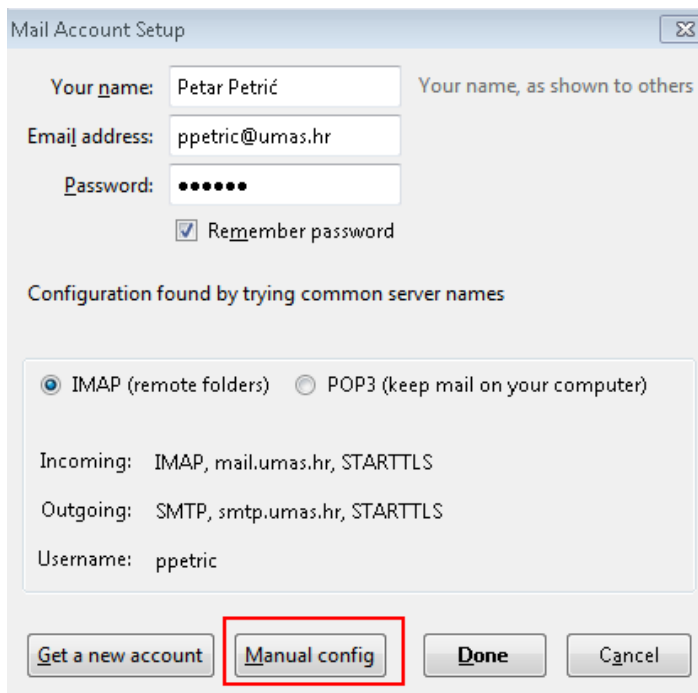 Mail Account Setup
Your name: Petar Petrić Your name, as shown to others
Email address: ppetric@umas.hr
Password: ●●●●●●
Remember password
Configuration found by trying common server names
IMAP (remote folders) POP3 (keep mail on your computer)
Incoming: IMAP, mail.umas.hr, STARTTLS
Outgoing: SMTP, smtp.umas.hr, STARTTLS
Username: ppetric
Get a new account Manual config Done Cancel